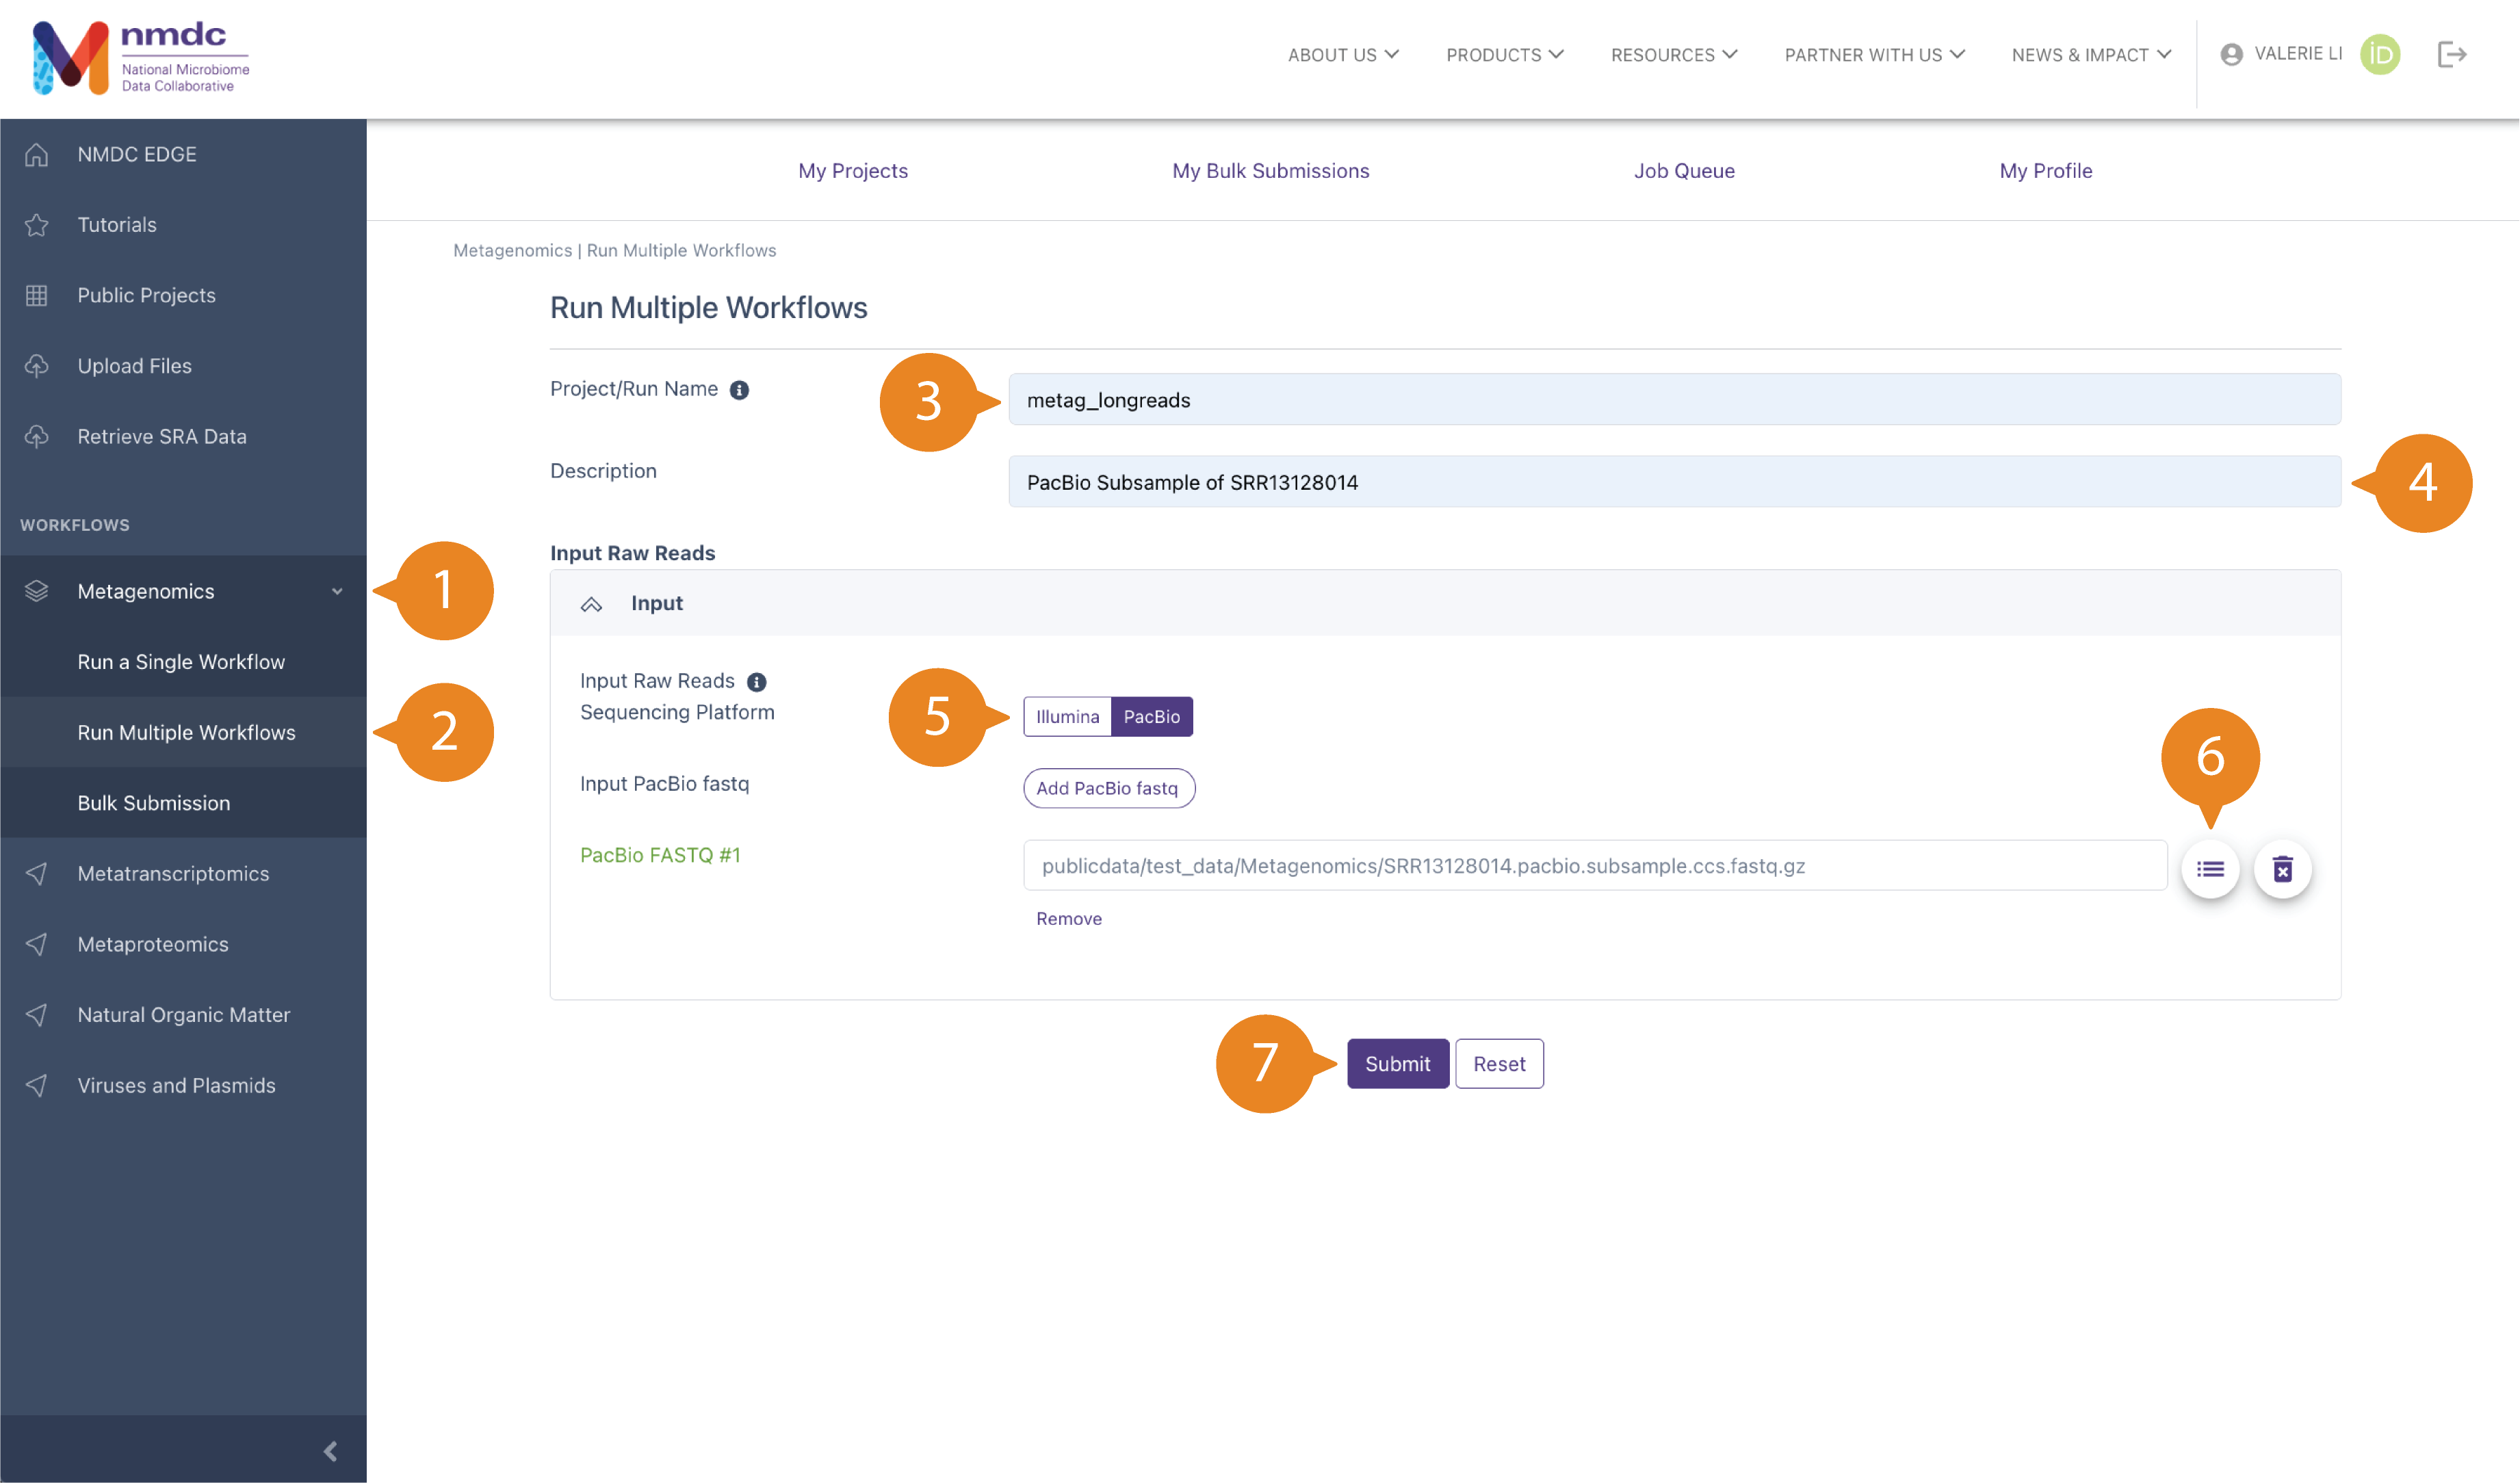 nmdc
National Microbiome
Data Collaborative
ABOUT US
PRODUCTS
RESOURCES
PARTNER WITH US
NEWS & IMPACT
VALERIE LI
iD
NMDC EDGE
Tutorials
Public Projects
Upload Files
Retrieve SRA Data
WORKFLOWS
Metagenomics
1
Run a Single Workflow
Run Multiple Workflows
2
Bulk Submission
Metatranscriptomics
Metaproteomics
Natural Organic Matter
Viruses and Plasmids
My Projects
My Bulk Submissions
Job Queue
My Profile
Metagenomics | Run Multiple Workflows
Run Multiple Workflows
Project/Run Name
3
metag_longreads
Description
PacBio Subsample of SRR13128014
4
Input Raw Reads
Input
Input Raw Reads
Sequencing Platform
5
Illumina
PacBio
6
Input PacBio fastq
Add PacBio fastq
PacBio FASTQ #1
publicdata/test_data/Metagenomics/SRR13128014.pacbio.subsample.ccs.fastq.gz
Remove
7
Submit
Reset